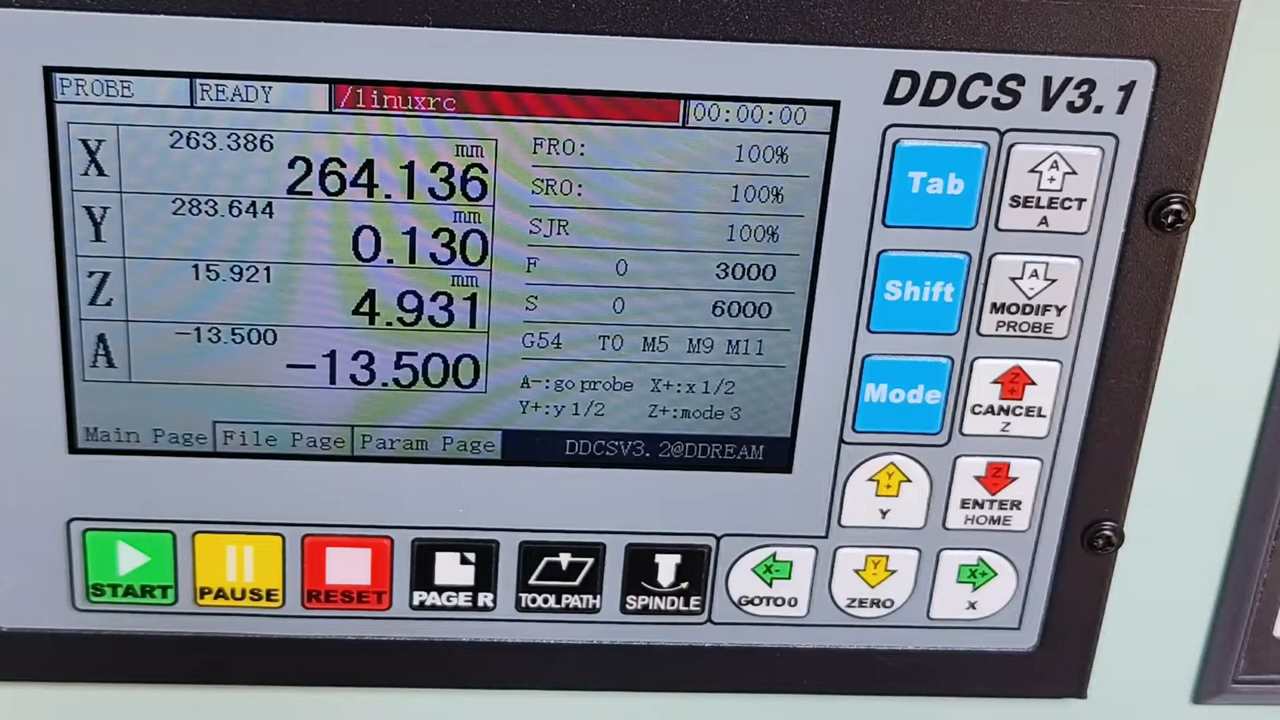 DDCS V3.1
PROBE READY /linuxrc 00:00:00
X 263.386 mm 264.136
Y 283.644 mm 0.130
Z 15.921 mm 4.931
A -13.500 -13.500
FRO: 100%
SRO: 100%
SJR 100%
F 0 3000
S 0 6000
G54 T0 M5 M9 M11
A-:go probe X+:x 1/2
Y+:y 1/2 Z+:mode 3
Main Page File Page Param Page DDCSV3.2@DDREAM
Tab
A+ SELECT A
Shift
A- MODIFY PROBE
Mode
Z+ CANCEL Z
Y+ Y
Z- ENTER HOME
START PAUSE RESET PAGE R TOOLPATH SPINDLE
X- GOTO0
Y- ZERO
X+ X